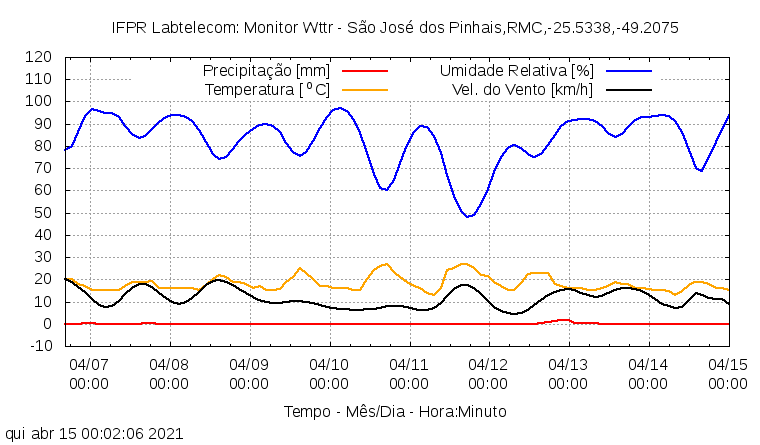 IFPR Labtelecom: Monitor Wttr - São José dos Pinhais,RMC,-25.5338,-49.2075
120
110
100
90
80
70
60
50
40
30
20
10
0
-10
Precipitação [mm]
Temperatura [⁰C]
Umidade Relativa [%]
Vel. do Vento [km/h]
04/07 04/08 04/09 04/10 04/11 04/12 04/13 04/14 04/15
00:00 00:00 00:00 00:00 00:00 00:00 00:00 00:00 00:00
Tempo - Mês/Dia - Hora:Minuto
qui abr 15 00:02:06 2021